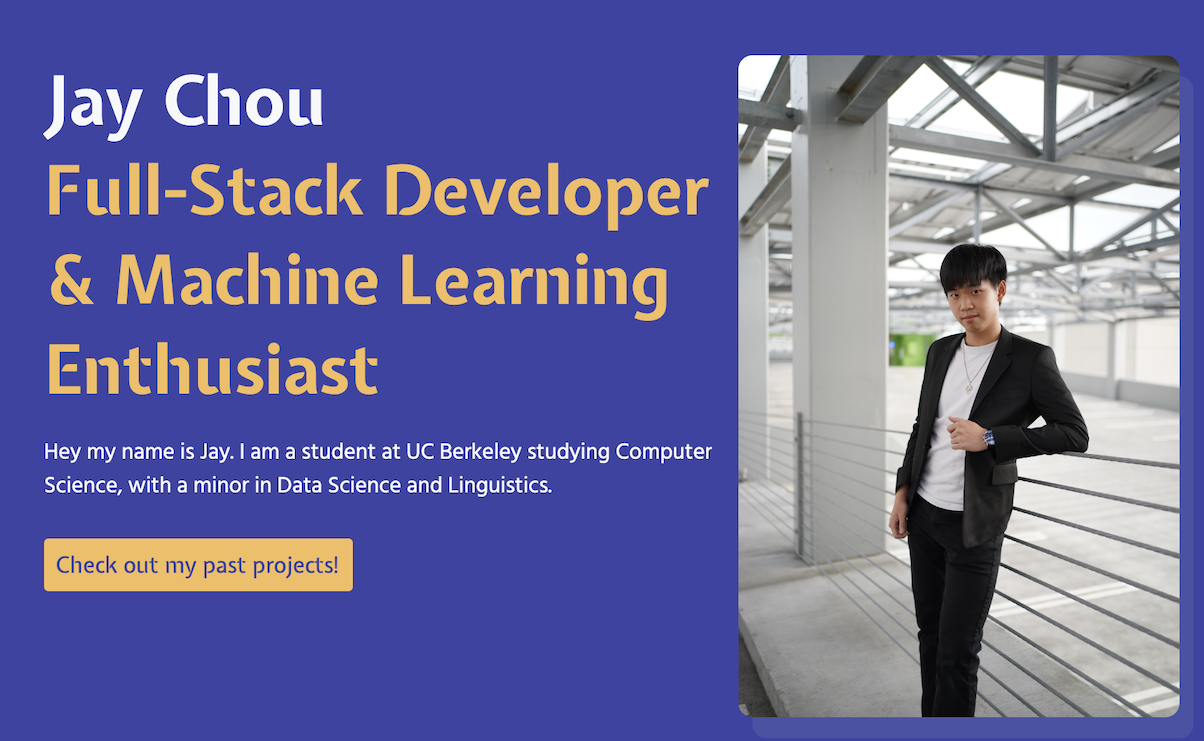 Jay Chou
Full-Stack Developer
& Machine Learning
Enthusiast
Hey my name is Jay. I am a student at UC Berkeley studying Computer
Science, with a minor in Data Science and Linguistics.
Check out my past projects!